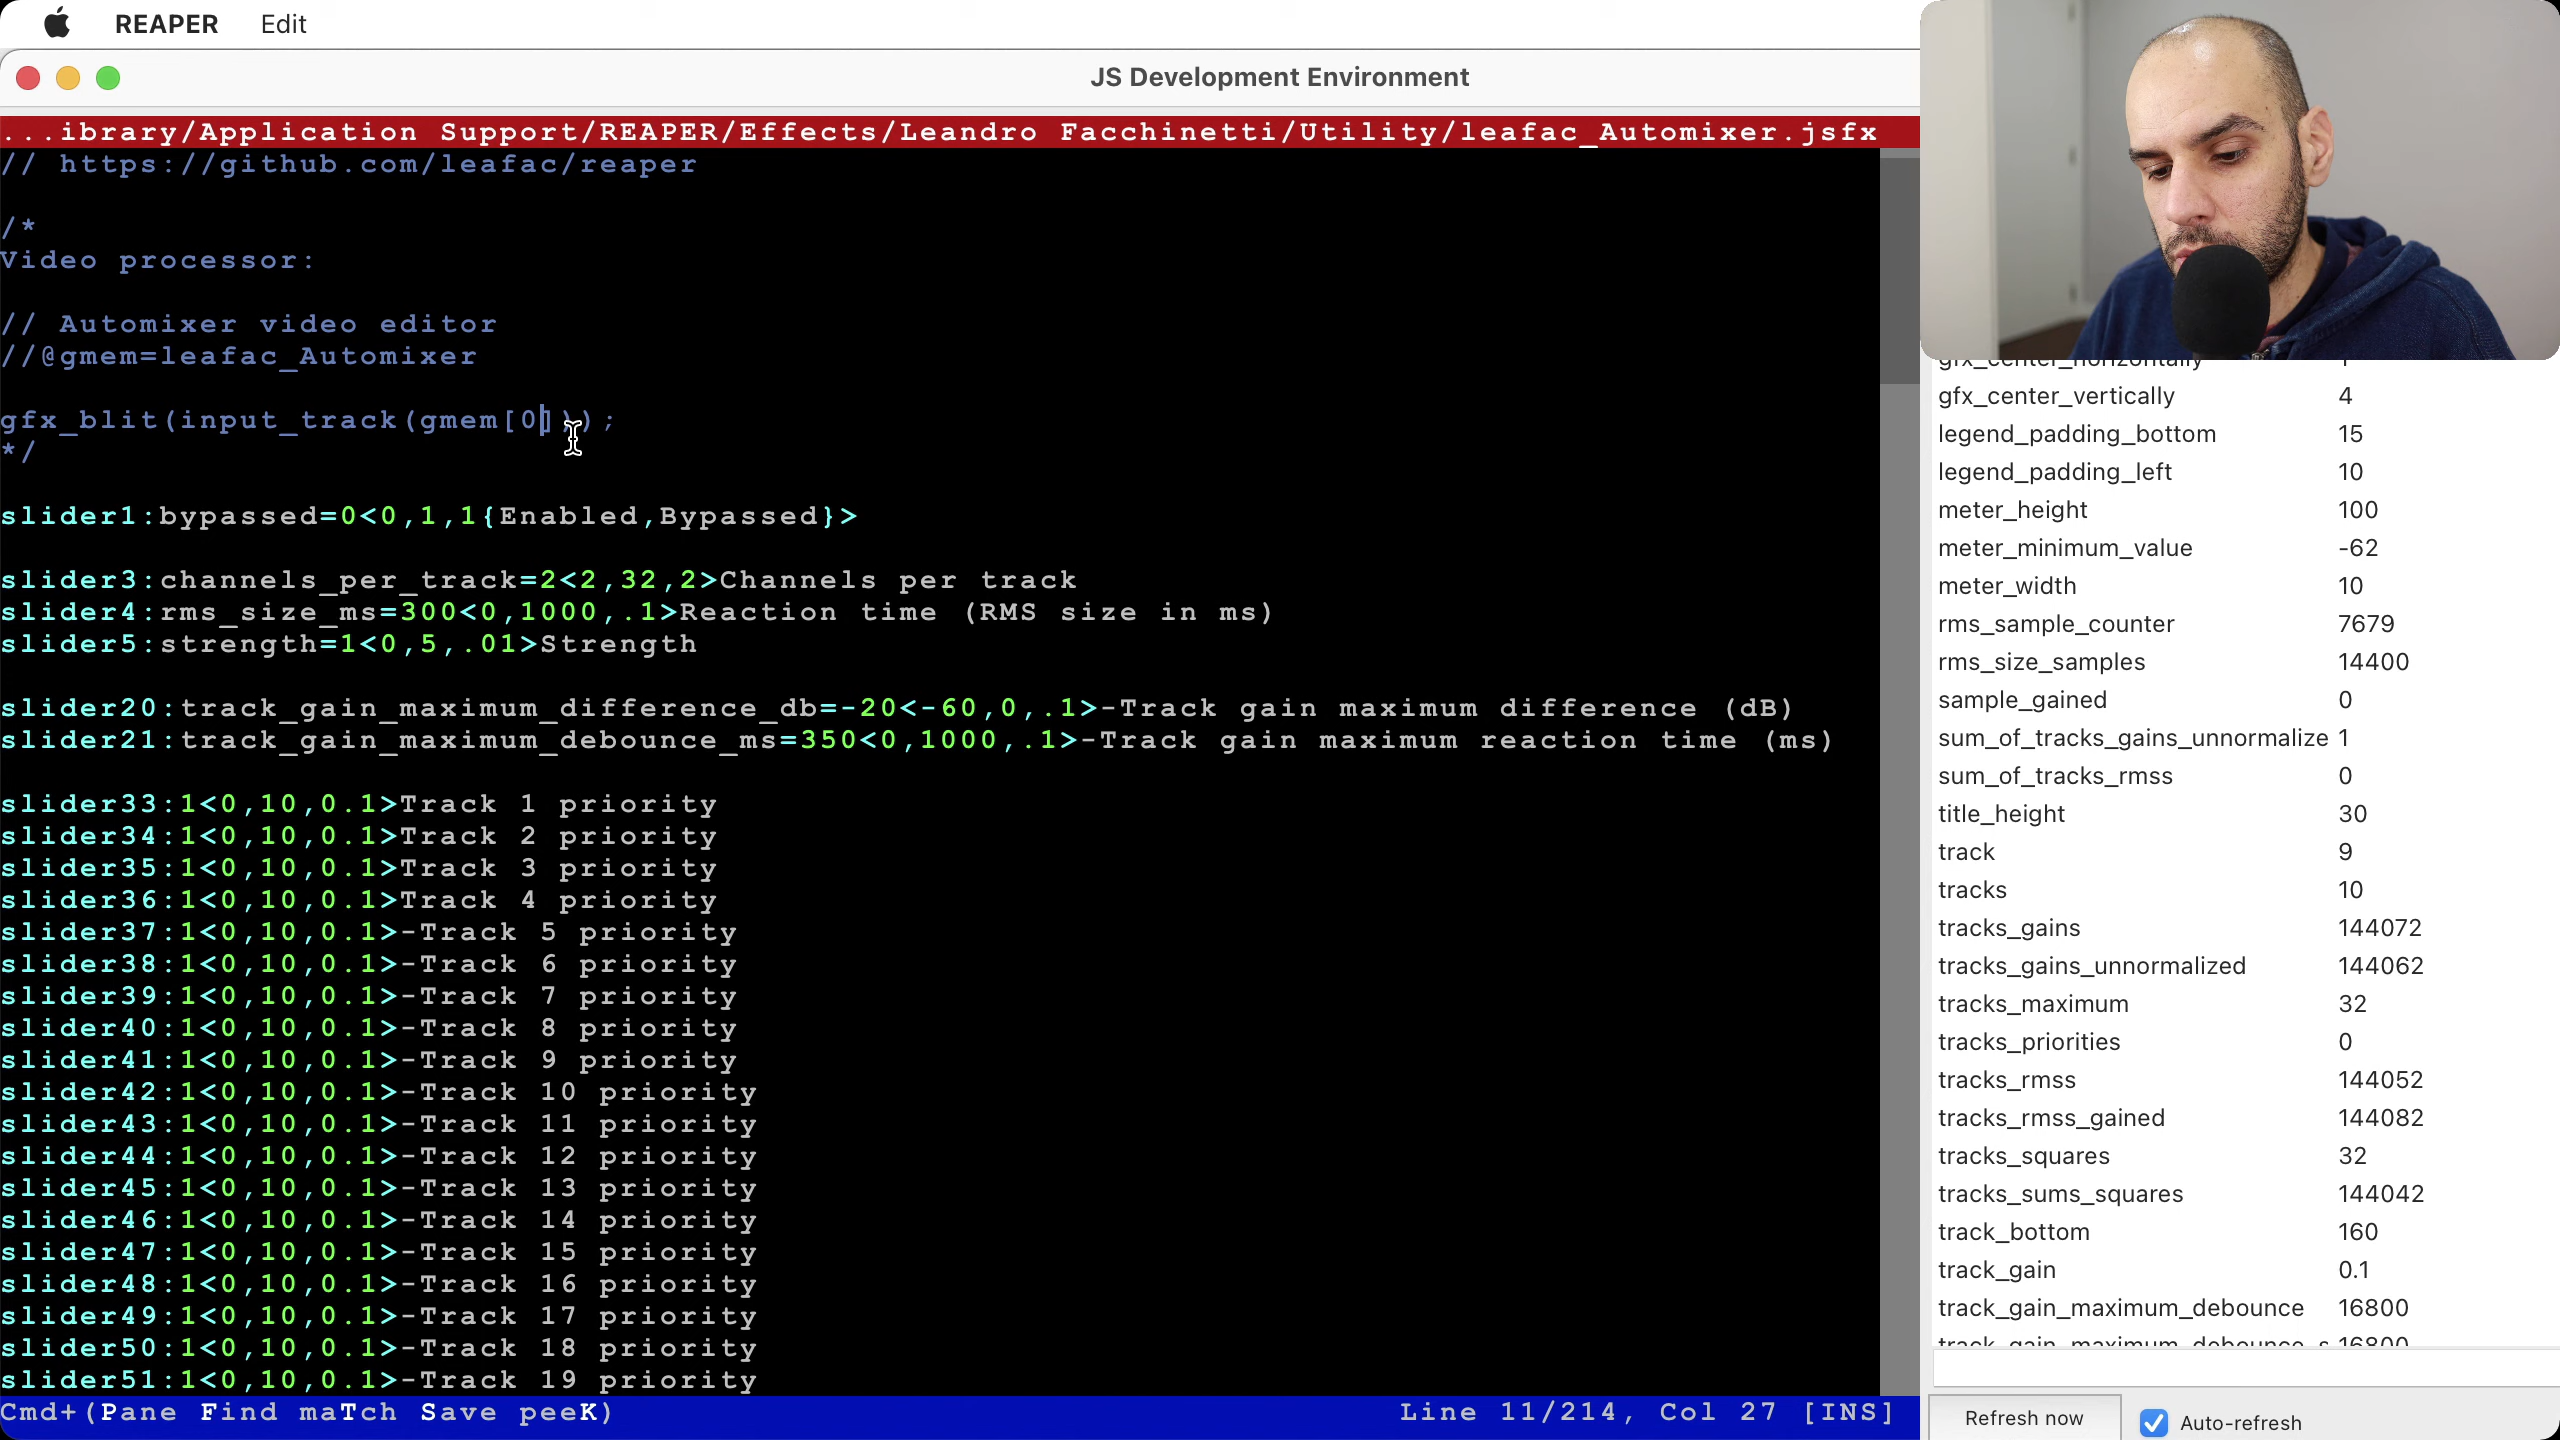 REAPER Edit
JS Development Environment
...ibrary/Application Support/REAPER/Effects/Leandro Facchinetti/Utility/leafac_Automixer.jsfx
// https://github.com/leafac/reaper
/*
Video processor:
// Automixer video editor
//@gmem=leafac_Automixer
gfx_blit(input_track(gmem[0]));
*/
slider1:bypassed=0<0,1,1{Enabled,Bypassed}>
slider3:channels_per_track=2<2,32,2>Channels per track
slider4:rms_size_ms=300<0,1000,.1>Reaction time (RMS size in ms)
slider5:strength=1<0,5,.01>Strength
slider20:track_gain_maximum_difference_db=-20<-60,0,.1>-Track gain maximum difference (dB)
slider21:track_gain_maximum_debounce_ms=350<0,1000,.1>-Track gain maximum reaction time (ms)
slider33:1<0,10,0.1>Track 1 priority
slider34:1<0,10,0.1>Track 2 priority
slider35:1<0,10,0.1>Track 3 priority
slider36:1<0,10,0.1>Track 4 priority
slider37:1<0,10,0.1>-Track 5 priority
slider38:1<0,10,0.1>-Track 6 priority
slider39:1<0,10,0.1>-Track 7 priority
slider40:1<0,10,0.1>-Track 8 priority
slider41:1<0,10,0.1>-Track 9 priority
slider42:1<0,10,0.1>-Track 10 priority
slider43:1<0,10,0.1>-Track 11 priority
slider44:1<0,10,0.1>-Track 12 priority
slider45:1<0,10,0.1>-Track 13 priority
slider46:1<0,10,0.1>-Track 14 priority
slider47:1<0,10,0.1>-Track 15 priority
slider48:1<0,10,0.1>-Track 16 priority
slider49:1<0,10,0.1>-Track 17 priority
slider50:1<0,10,0.1>-Track 18 priority
slider51:1<0,10,0.1>-Track 19 priority
Cmd+(Pane Find maTch Save peeK) Line 11/214, Col 27 [INS]
gfx_center_horizontally
gfx_center_vertically 4
legend_padding_bottom 15
legend_padding_left 10
meter_height 100
meter_minimum_value -62
meter_width 10
rms_sample_counter 7679
rms_size_samples 14400
sample_gained 0
sum_of_tracks_gains_unnormalize 1
sum_of_tracks_rmss 0
title_height 30
track 9
tracks 10
tracks_gains 144072
tracks_gains_unnormalized 144062
tracks_maximum 32
tracks_priorities 0
tracks_rmss 144052
tracks_rmss_gained 144082
tracks_squares 32
tracks_sums_squares 144042
track_bottom 160
track_gain 0.1
track_gain_maximum_debounce 16800
track_gain_maximum_debounce_s 16800
Refresh now Auto-refresh